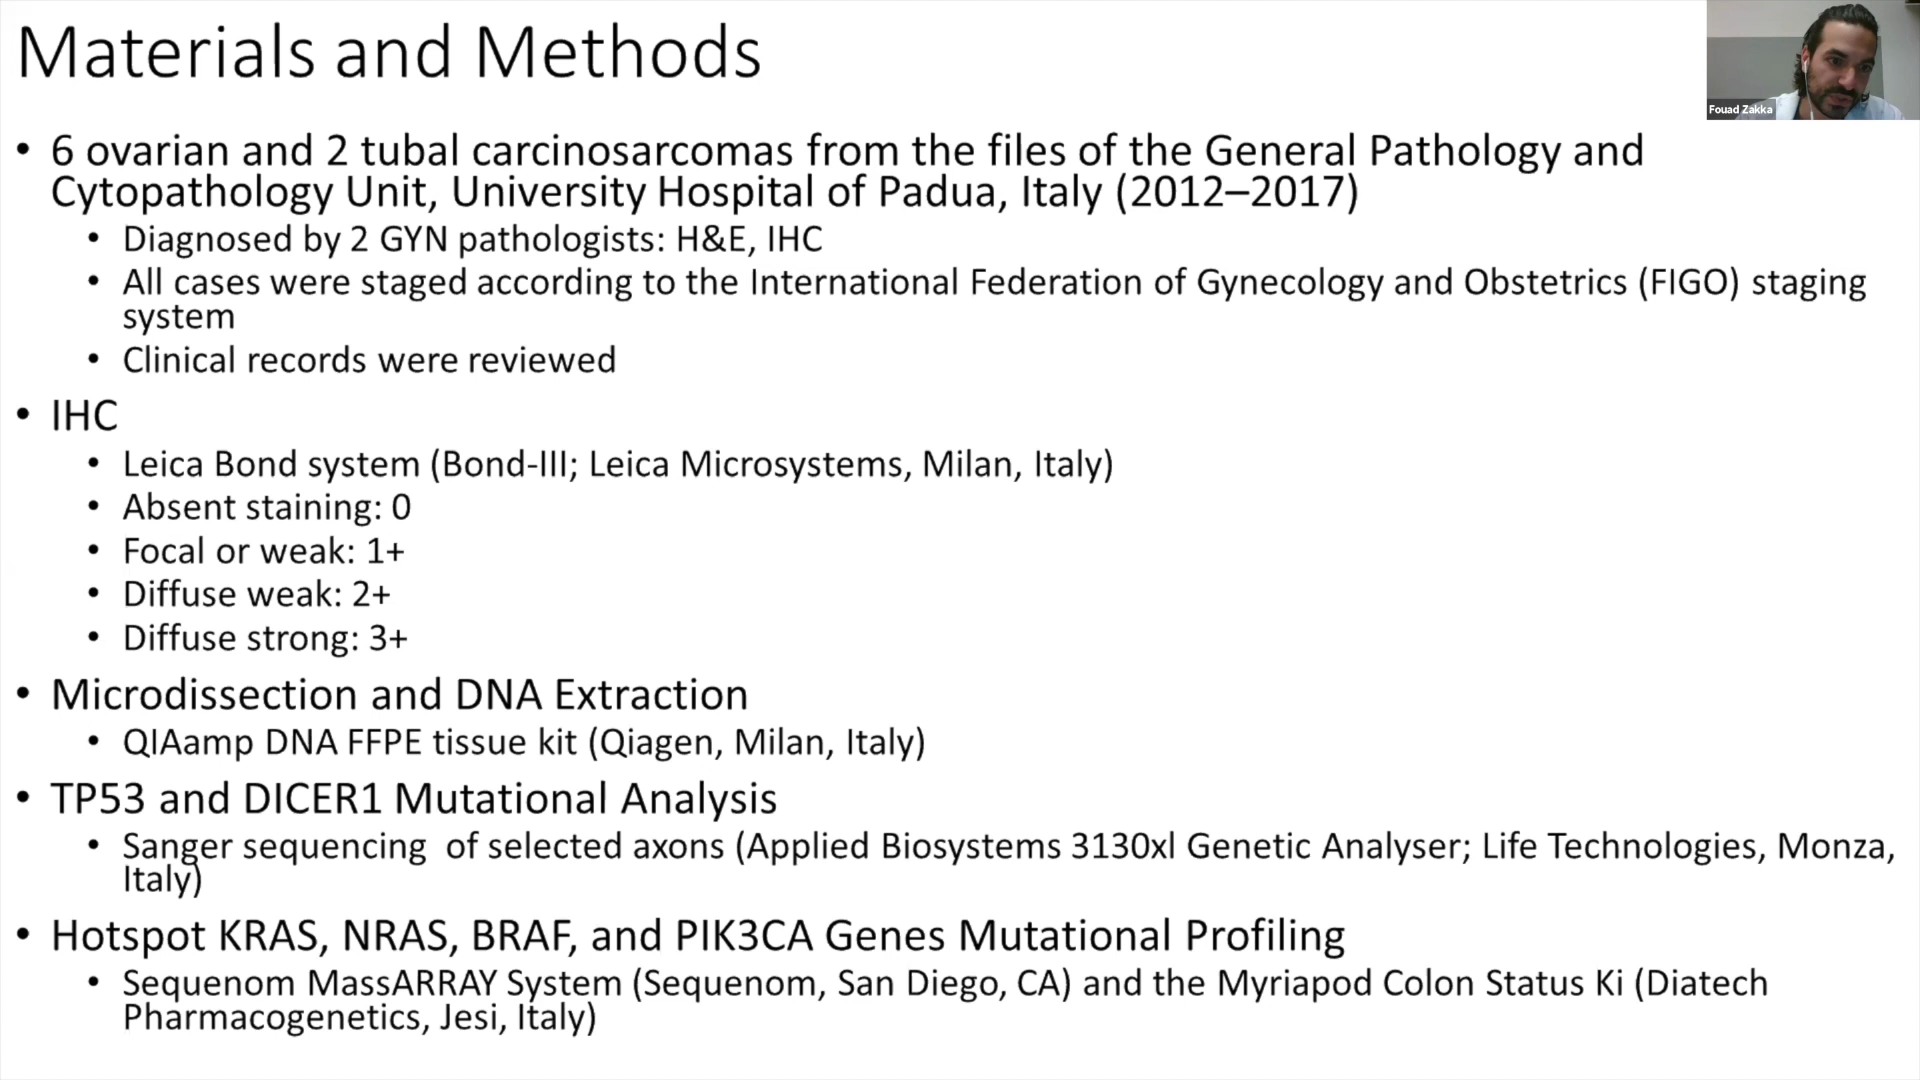 Materials and Methods
Fouad Zakka
• 6 ovarian and 2 tubal carcinosarcomas from the files of the General Pathology and
Cytopathology Unit, University Hospital of Padua, Italy (2012–2017)
• Diagnosed by 2 GYN pathologists: H&E, IHC
• All cases were staged according to the International Federation of Gynecology and Obstetrics (FIGO) staging
system
• Clinical records were reviewed
• IHC
• Leica Bond system (Bond-III; Leica Microsystems, Milan, Italy)
• Absent staining: 0
• Focal or weak: 1+
• Diffuse weak: 2+
• Diffuse strong: 3+
• Microdissection and DNA Extraction
• QIAamp DNA FFPE tissue kit (Qiagen, Milan, Italy)
• TP53 and DICER1 Mutational Analysis
• Sanger sequencing  of selected axons (Applied Biosystems 3130xl Genetic Analyser; Life Technologies, Monza,
Italy)
• Hotspot KRAS, NRAS, BRAF, and PIK3CA Genes Mutational Profiling
• Sequenom MassARRAY System (Sequenom, San Diego, CA) and the Myriapod Colon Status Ki (Diatech
Pharmacogenetics, Jesi, Italy)